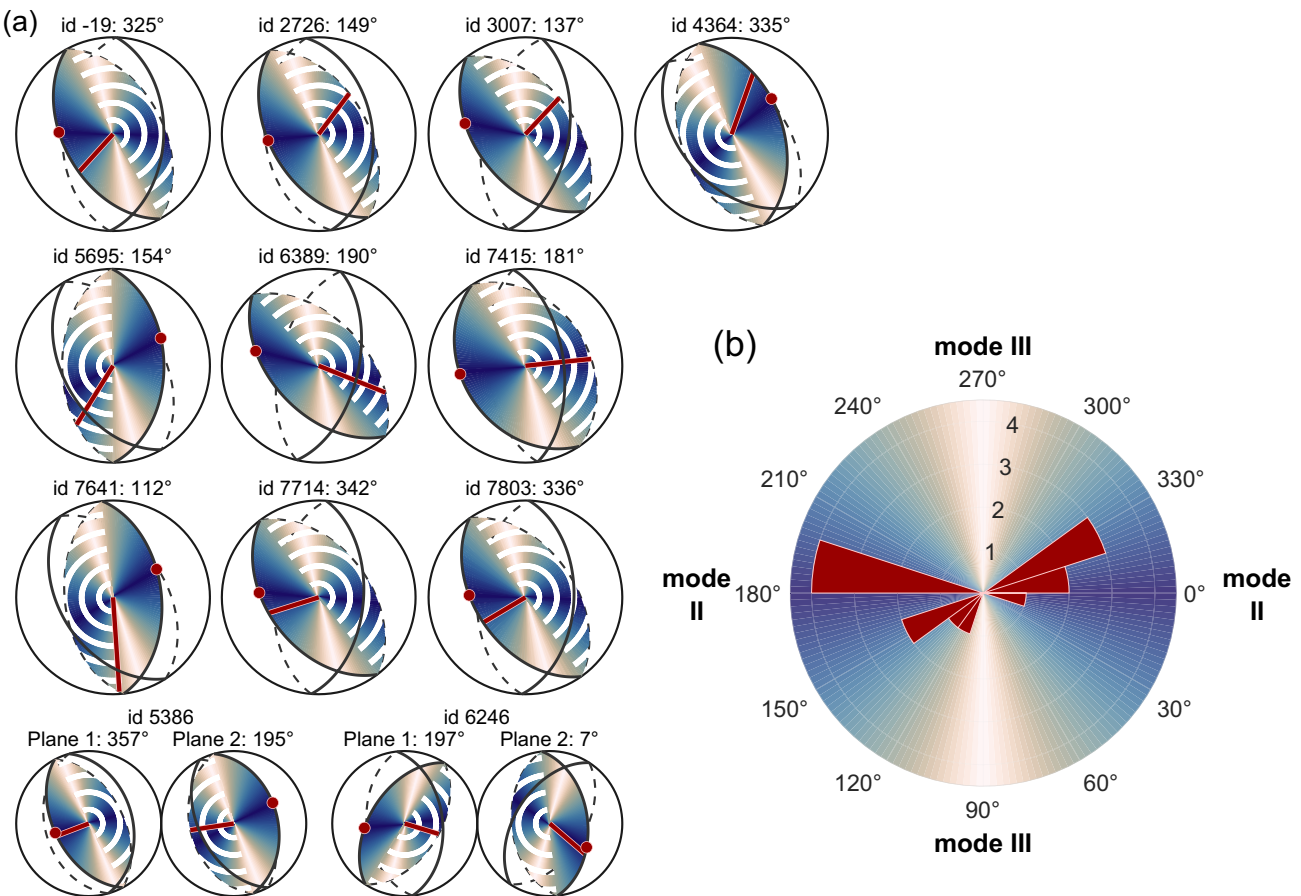 (a)
id -19: 325° id 2726: 149° id 3007: 137° id 4364: 335°
id 5695: 154° id 6389: 190° id 7415: 181°
id 7641: 112° id 7714: 342° id 7803: 336°
id 5386 id 6246
Plane 1: 357° Plane 2: 195° Plane 1: 197° Plane 2: 7°
(b)
mode III
270°
240° 300°
4
3
210° 330°
2
1
mode II 180° 0° mode II
150° 30°
120° 60°
90°
mode III